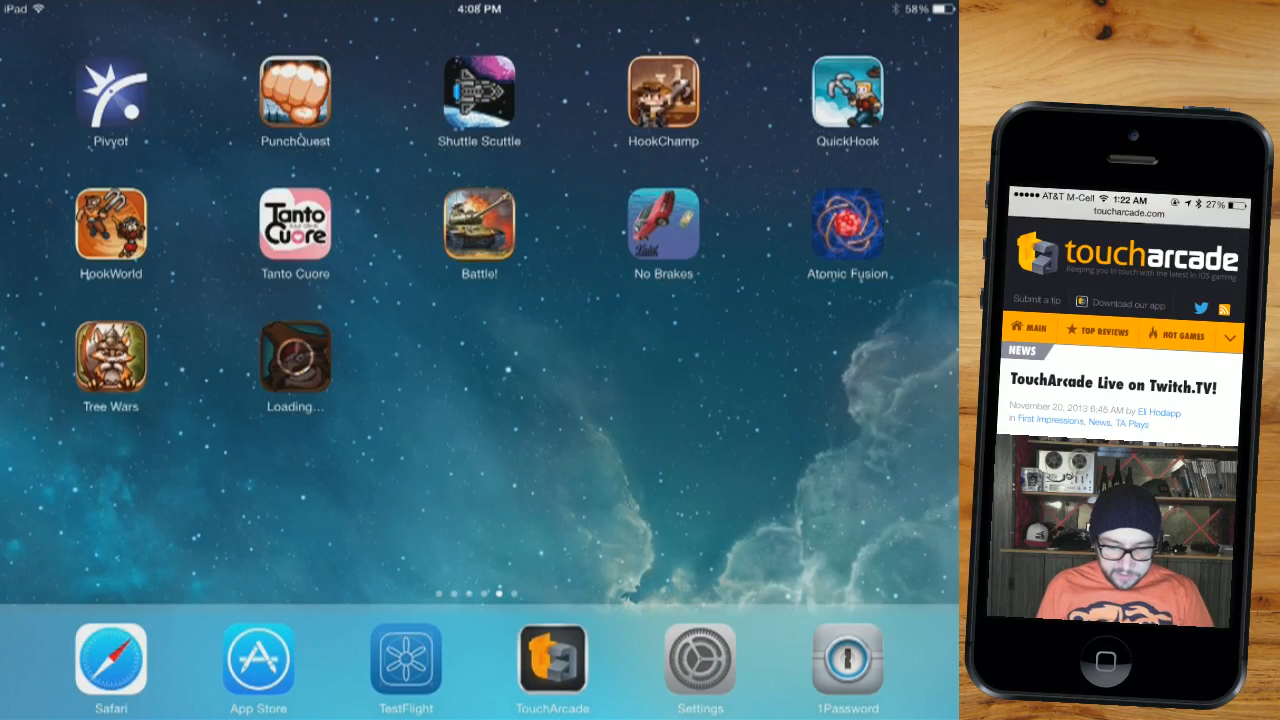 iPad
4:08 PM
58%
Pivyot
PunchQuest
Shuttle Scuttle
HookChamp
QuickHook
HookWorld
Tanto Cuore
Battle!
No Brakes
Atomic Fusion
Tanto
Cuore
Tree Wars
Loading...
Safari
App Store
TestFlight
TouchArcade
Settings
1Password
AT&T M-Cell
1:22 AM
27%
toucharcade.com
toucharcade
Keeping you in touch with the latest in iOS gaming
Submit a tip
Download our app
MAIN
TOP REVIEWS
HOT GAMES
NEWS
TouchArcade Live on Twitch.TV!
November 20, 2013 6:45 AM by Eli Hodapp
in First Impressions, News, TA Plays